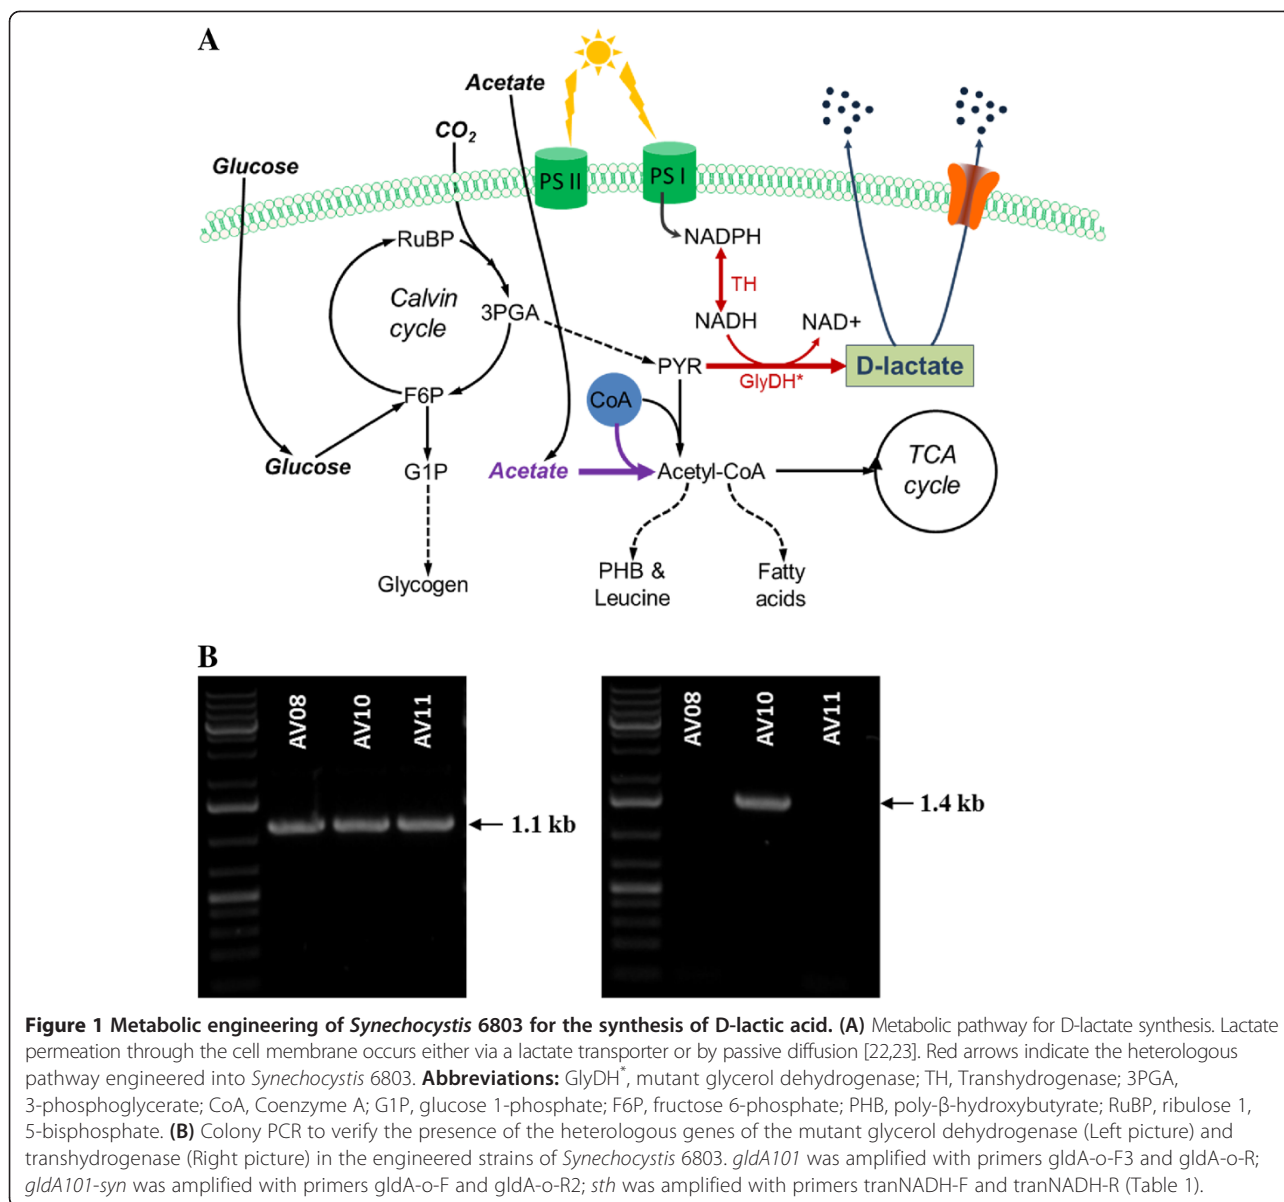 A
Acetate
CO2
Glucose
PS II
PS I
RuBP
NADPH
Calvin
cycle
3PGA
TH
NADH
NAD+
PYR
GlyDH*
D-lactate
F6P
CoA
Glucose
G1P
Acetate
Acetyl-CoA
TCA
cycle
Glycogen
PHB &
Leucine
Fatty
acids
B
AV08
AV10
AV11
1.1 kb
AV08
AV10
AV11
1.4 kb
Figure 1 Metabolic engineering of Synechocystis 6803 for the synthesis of D-lactic acid. (A) Metabolic pathway for D-lactate synthesis. Lactate
permeation through the cell membrane occurs either via a lactate transporter or by passive diffusion [22,23]. Red arrows indicate the heterologous
pathway engineered into Synechocystis 6803. Abbreviations: GlyDH*, mutant glycerol dehydrogenase; TH, Transhydrogenase; 3PGA,
3-phosphoglycerate; CoA, Coenzyme A; G1P, glucose 1-phosphate; F6P, fructose 6-phosphate; PHB, poly-β-hydroxybutyrate; RuBP, ribulose 1,
5-bisphosphate. (B) Colony PCR to verify the presence of the heterologous genes of the mutant glycerol dehydrogenase (Left picture) and
transhydrogenase (Right picture) in the engineered strains of Synechocystis 6803. gldA101 was amplified with primers gldA-o-F3 and gldA-o-R;
gldA101-syn was amplified with primers gldA-o-F and gldA-o-R2; sth was amplified with primers tranNADH-F and tranNADH-R (Table 1).